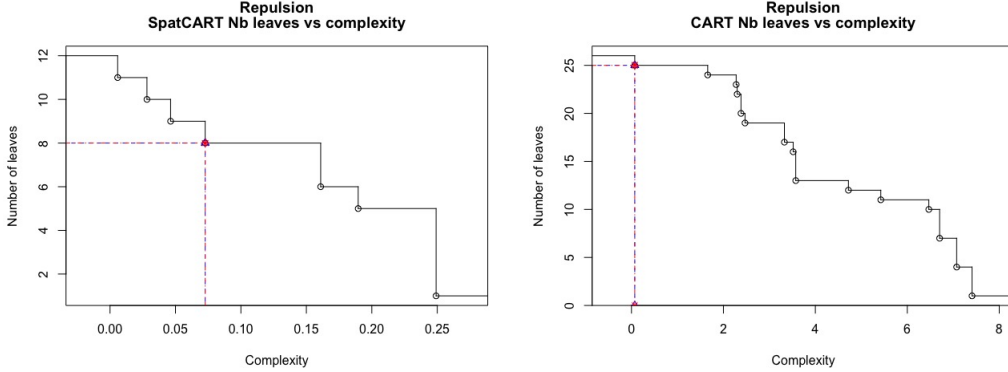 Repulsion
SpatCART Nb leaves vs complexity
12
10
8
6
4
2
Number of leaves
0.00 0.05 0.10 0.15 0.20 0.25
Complexity
Repulsion
CART Nb leaves vs complexity
25
20
15
10
5
0
Number of leaves
0 2 4 6 8
Complexity